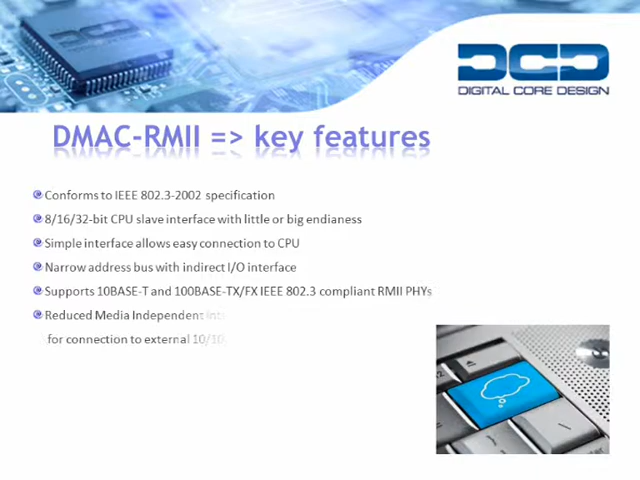 DCD
DIGITAL CORE DESIGN
DMAC-RMII => key features
Conforms to IEEE 802.3-2002 specification
8/16/32-bit CPU slave interface with little or big endianess
Simple interface allows easy connection to CPU
Narrow address bus with indirect I/O interface
Supports 10BASE-T and 100BASE-TX/FX IEEE 802.3 compliant RMII PHYs
Reduced Media Independent
for connection to external 10/10